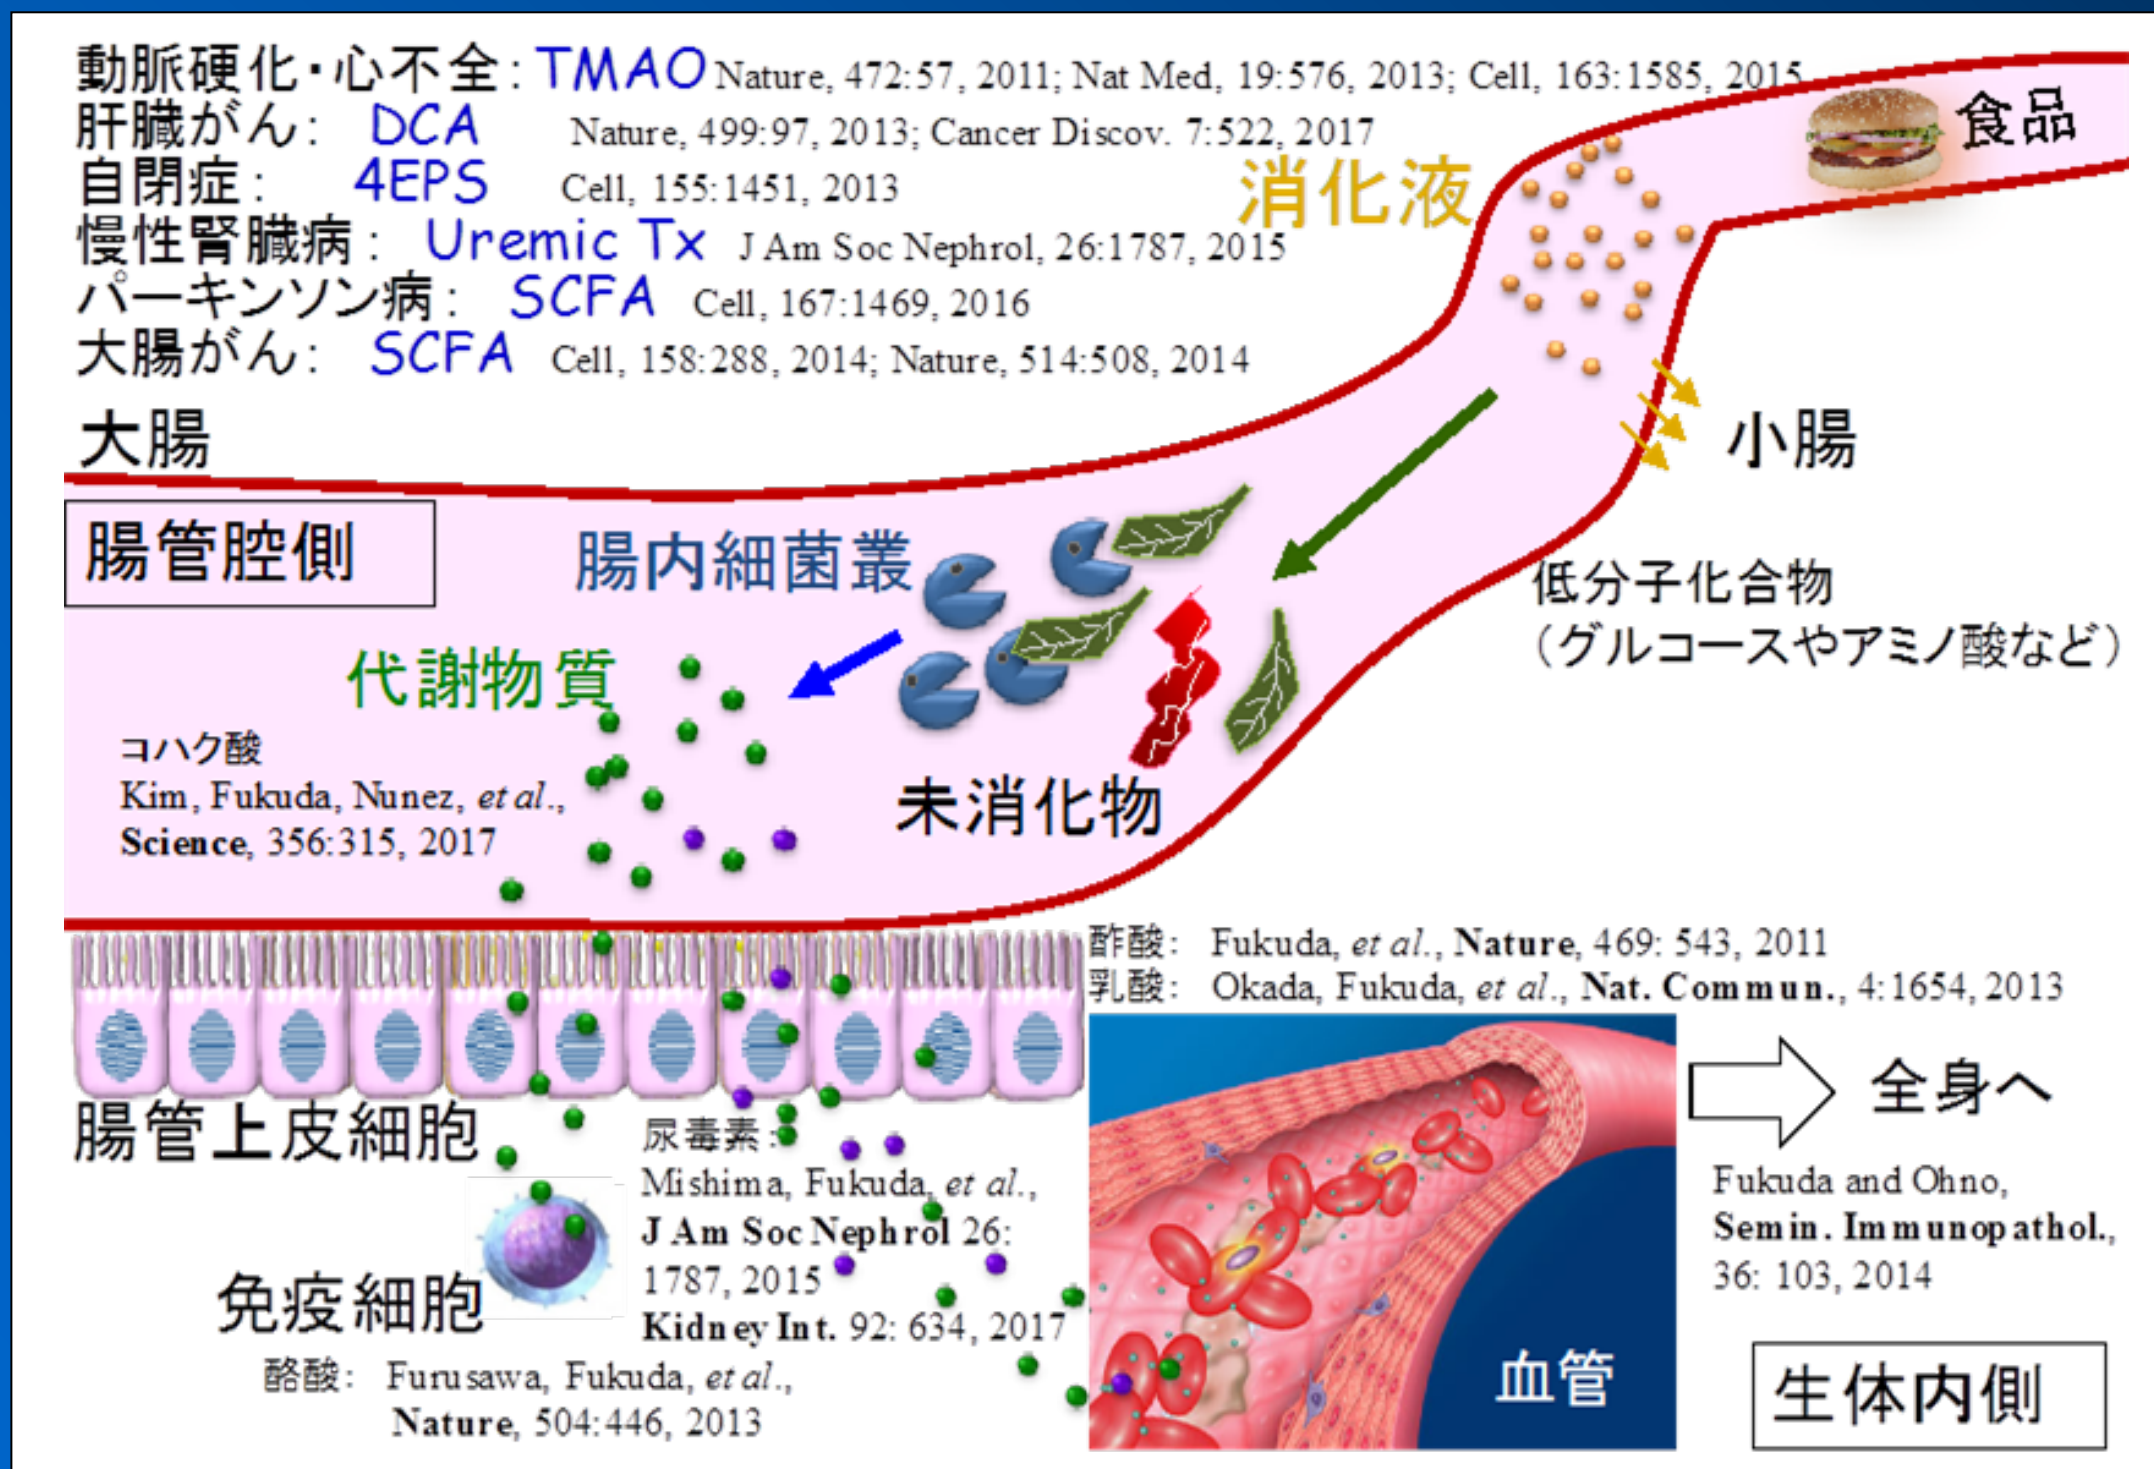 動脈硬化・心不全: TMAO Nature, 472:57, 2011; Nat Med, 19:576, 2013; Cell, 163:1585, 2015
肝臓がん: DCA Nature, 499:97, 2013; Cancer Discov. 7:522, 2017
自閉症: 4EPS Cell, 155:1451, 2013
慢性腎臓病: Uremic Tx J Am Soc Nephrol, 26:1787, 2015
パーキンソン病: SCFA Cell, 167:1469, 2016
大腸がん: SCFA Cell, 158:288, 2014; Nature, 514:508, 2014
食品
消化液
大腸
小腸
腸管腔側
腸内細菌叢
低分子化合物
(グルコースやアミノ酸など)
代謝物質
コハク酸
Kim, Fukuda, Nunez, et al.,
Science, 356:315, 2017
未消化物
酢酸: Fukuda, et al., Nature, 469: 543, 2011
乳酸: Okada, Fukuda, et al., Nat. Commun., 4:1654, 2013
全身へ
腸管上皮細胞
尿毒素:
Mishima, Fukuda, et al.,
J Am Soc Nephrol 26:
1787, 2015
Kidney Int. 92: 634, 2017
Fukuda and Ohno,
Semin. Immunopathol.,
36: 103, 2014
免疫細胞
酪酸: Furusawa, Fukuda, et al.,
Nature, 504:446, 2013
血管
生体内側